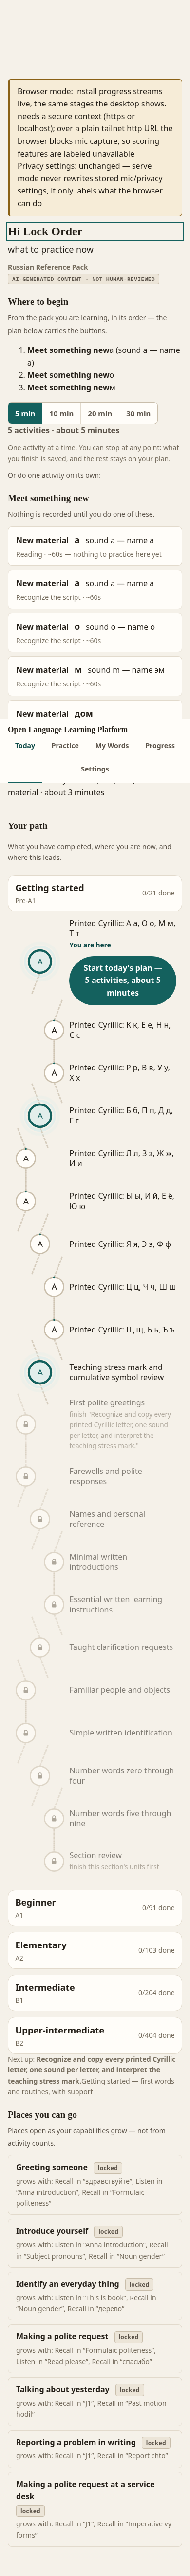 Browser mode: install progress streams
live, the same stages the desktop shows.
needs a secure context (https or
localhost); over a plain tailnet http URL the
browser blocks mic capture, so scoring
features are labeled unavailable
Privacy settings: unchanged — serve
mode never rewrites stored mic/privacy
settings, it only labels what the browser
can do
Hi Lock Order
what to practice now
Russian Reference Pack
AI-GENERATED CONTENT · NOT HUMAN-REVIEWED
Where to begin
From the pack you are learning, in its order — the
plan below carries the buttons.
1. Meet something newа (sound a — name
а)
2. Meet something newо
3. Meet something newм
5 min 10 min 20 min 30 min
5 activities · about 5 minutes
One activity at a time. You can stop at any point: what
you finish is saved, and the rest stays on your plan.
Or do one activity on its own:
Meet something new
Nothing is recorded until you do one of these.
New material а sound a — name а
Reading · ~60s — nothing to practice here yet
New material а sound a — name а
Recognize the script · ~60s
New material о sound o — name о
Recognize the script · ~60s
New material м sound m — name эм
Recognize the script · ~60s
New material дом
Open Language Learning Platform
Today Practice My Words Progress
Settings
material · about 3 minutes
Your path
What you have completed, where you are now, and
where this leads.
Getting started
Pre-A1
0/21 done
Printed Cyrillic: А а, О о, М м,
Т т
You are here
Start today's plan —
5 activities, about 5
minutes
Printed Cyrillic: К к, Е е, Н н,
С с
Printed Cyrillic: Р р, В в, У у,
Х х
Printed Cyrillic: Б б, П п, Д д,
Г г
Printed Cyrillic: Л л, З з, Ж ж,
И и
Printed Cyrillic: Ы ы, Й й, Ё ё,
Ю ю
Printed Cyrillic: Я я, Э э, Ф ф
Printed Cyrillic: Ц ц, Ч ч, Ш ш
Printed Cyrillic: Щ щ, Ь ь, Ъ ъ
Teaching stress mark and
cumulative symbol review
First polite greetings
finish “Recognize and copy every
printed Cyrillic letter, one sound
per letter, and interpret the
teaching stress mark.”
Farewells and polite
responses
Names and personal
reference
Minimal written
introductions
Essential written learning
instructions
Taught clarification requests
Familiar people and objects
Simple written identification
Number words zero through
four
Number words five through
nine
Section review
finish this section's units first
Beginner
A1
0/91 done
Elementary
A2
0/103 done
Intermediate
B1
0/204 done
Upper-intermediate
B2
0/404 done
Next up: Recognize and copy every printed Cyrillic
letter, one sound per letter, and interpret the
teaching stress mark.Getting started — first words
and routines, with support
Places you can go
Places open as your capabilities grow — not from
activity counts.
Greeting someone locked
grows with: Recall in “здравствуйте”, Listen in
“Anna introduction”, Recall in “Formulaic
politeness”
Introduce yourself locked
grows with: Listen in “Anna introduction”, Recall
in “Subject pronouns”, Recall in “Noun gender”
Identify an everyday thing locked
grows with: Listen in “This is book”, Recall in
“Noun gender”, Recall in “дерево”
Making a polite request locked
grows with: Recall in “Formulaic politeness”,
Listen in “Read please”, Recall in “спасибо”
Talking about yesterday locked
grows with: Recall in “J1”, Recall in “Past motion
hodil”
Reporting a problem in writing locked
grows with: Recall in “J1”, Recall in “Report chto”
Making a polite request at a service
desk
locked
grows with: Recall in “J1”, Recall in “Imperative vy
forms”